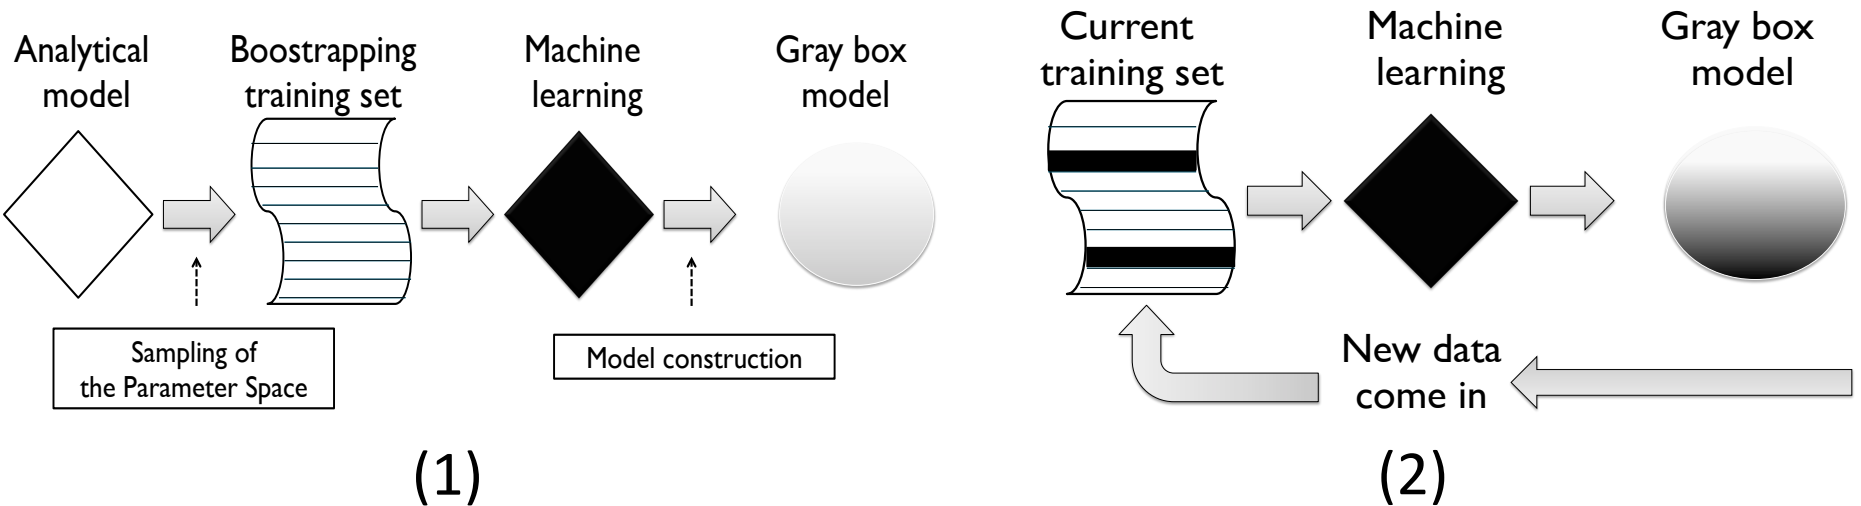 Analytical
model
Boostrapping
training set
Machine
learning
Gray box
model
Sampling of
the Parameter Space
Model construction
(1)
Current
training set
Machine
learning
Gray box
model
New data
come in
(2)